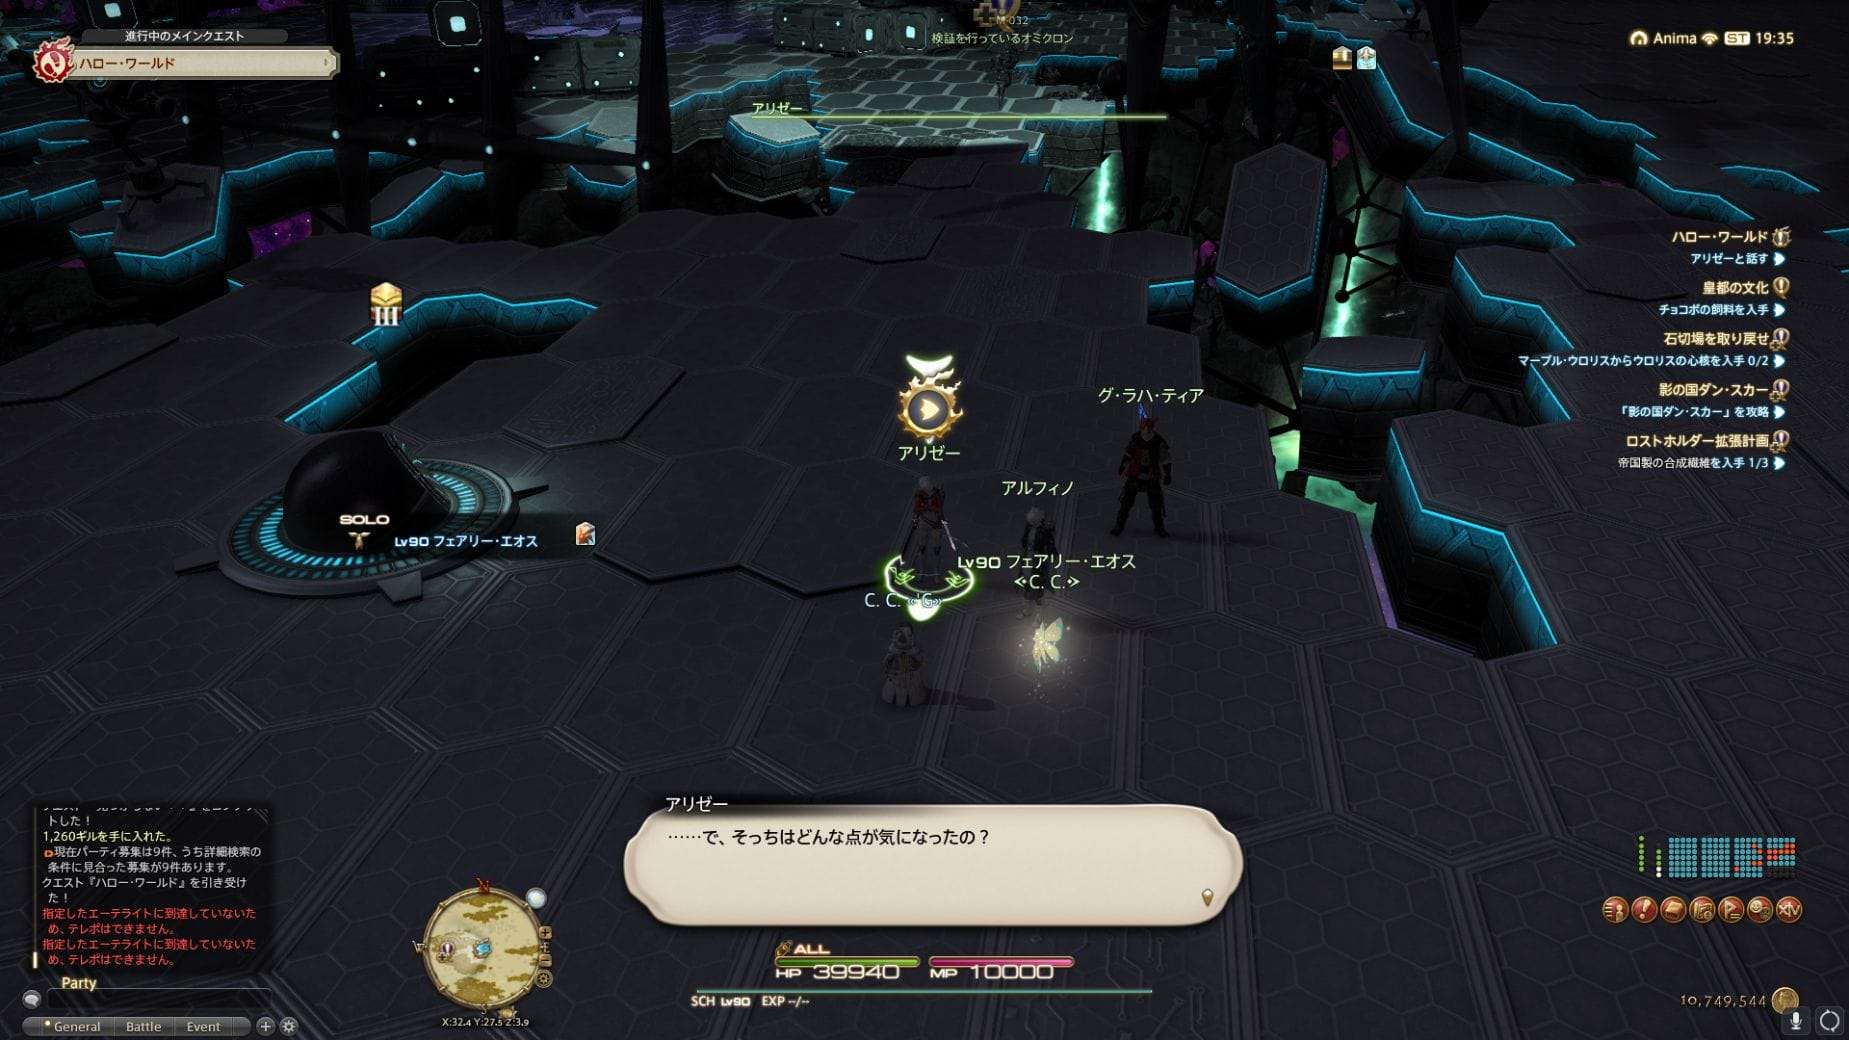 進行中のメインクエスト
ハロー・ワールド
M-032
検証を行っているオミクロン
Anima ST 19:35
アリゼー
ハロー・ワールド
アリゼーと話す
皇都の文化
チョコボの飼料を入手
石切場を取り戻せ
マーブル・ウロリスからウロリスの心核を入手 0/2
影の国ダン・スカー
「影の国ダン・スカー」を攻略
ロストホルダー拡張計画
帝国製の合成繊維を入手 1/3
III
グ・ラハ・ティア
アリゼー
アルフィノ
SOLO
Lv90 フェアリー・エオス
Lv90 フェアリー・エオス
«C. C.»
C. C. «'G»
アリゼー
……で、そっちはどんな点が気になったの？
トした！
1,260ギルを手に入れた。
現在パーティ募集は9件、うち詳細検索の
条件に見合った募集が9件あります。
クエスト『ハロー・ワールド』を引き受け
た！
指定したエーテライトに到達していないた
め、テレポはできません。
指定したエーテライトに到達していないた
め、テレポはできません。
Party
General Battle Event
N
W
X:32.4 Y:27.5 Z:3.9
ALL
HP 39940 MP 10000
SCH Lv90 EXP --/--
XIV
10,749,544